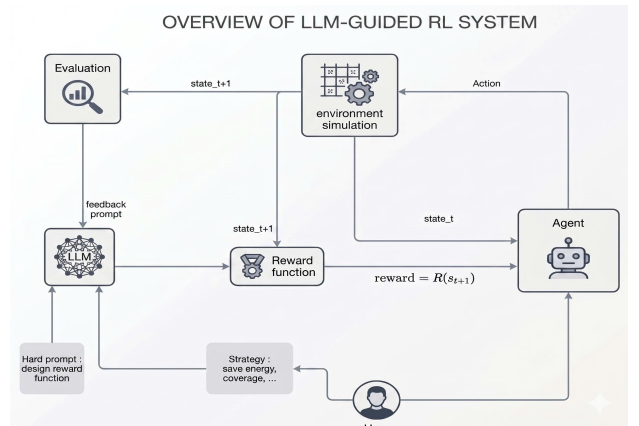 OVERVIEW OF LLM-GUIDED RL SYSTEM
Evaluation
state_t+1
environment
simulation
Action
feedback
prompt
state_t+1
state_t
Agent
LLM
Reward
function
reward = R(s_{t+1})
Hard prompt :
design reward
function
Strategy :
save energy,
coverage, ...